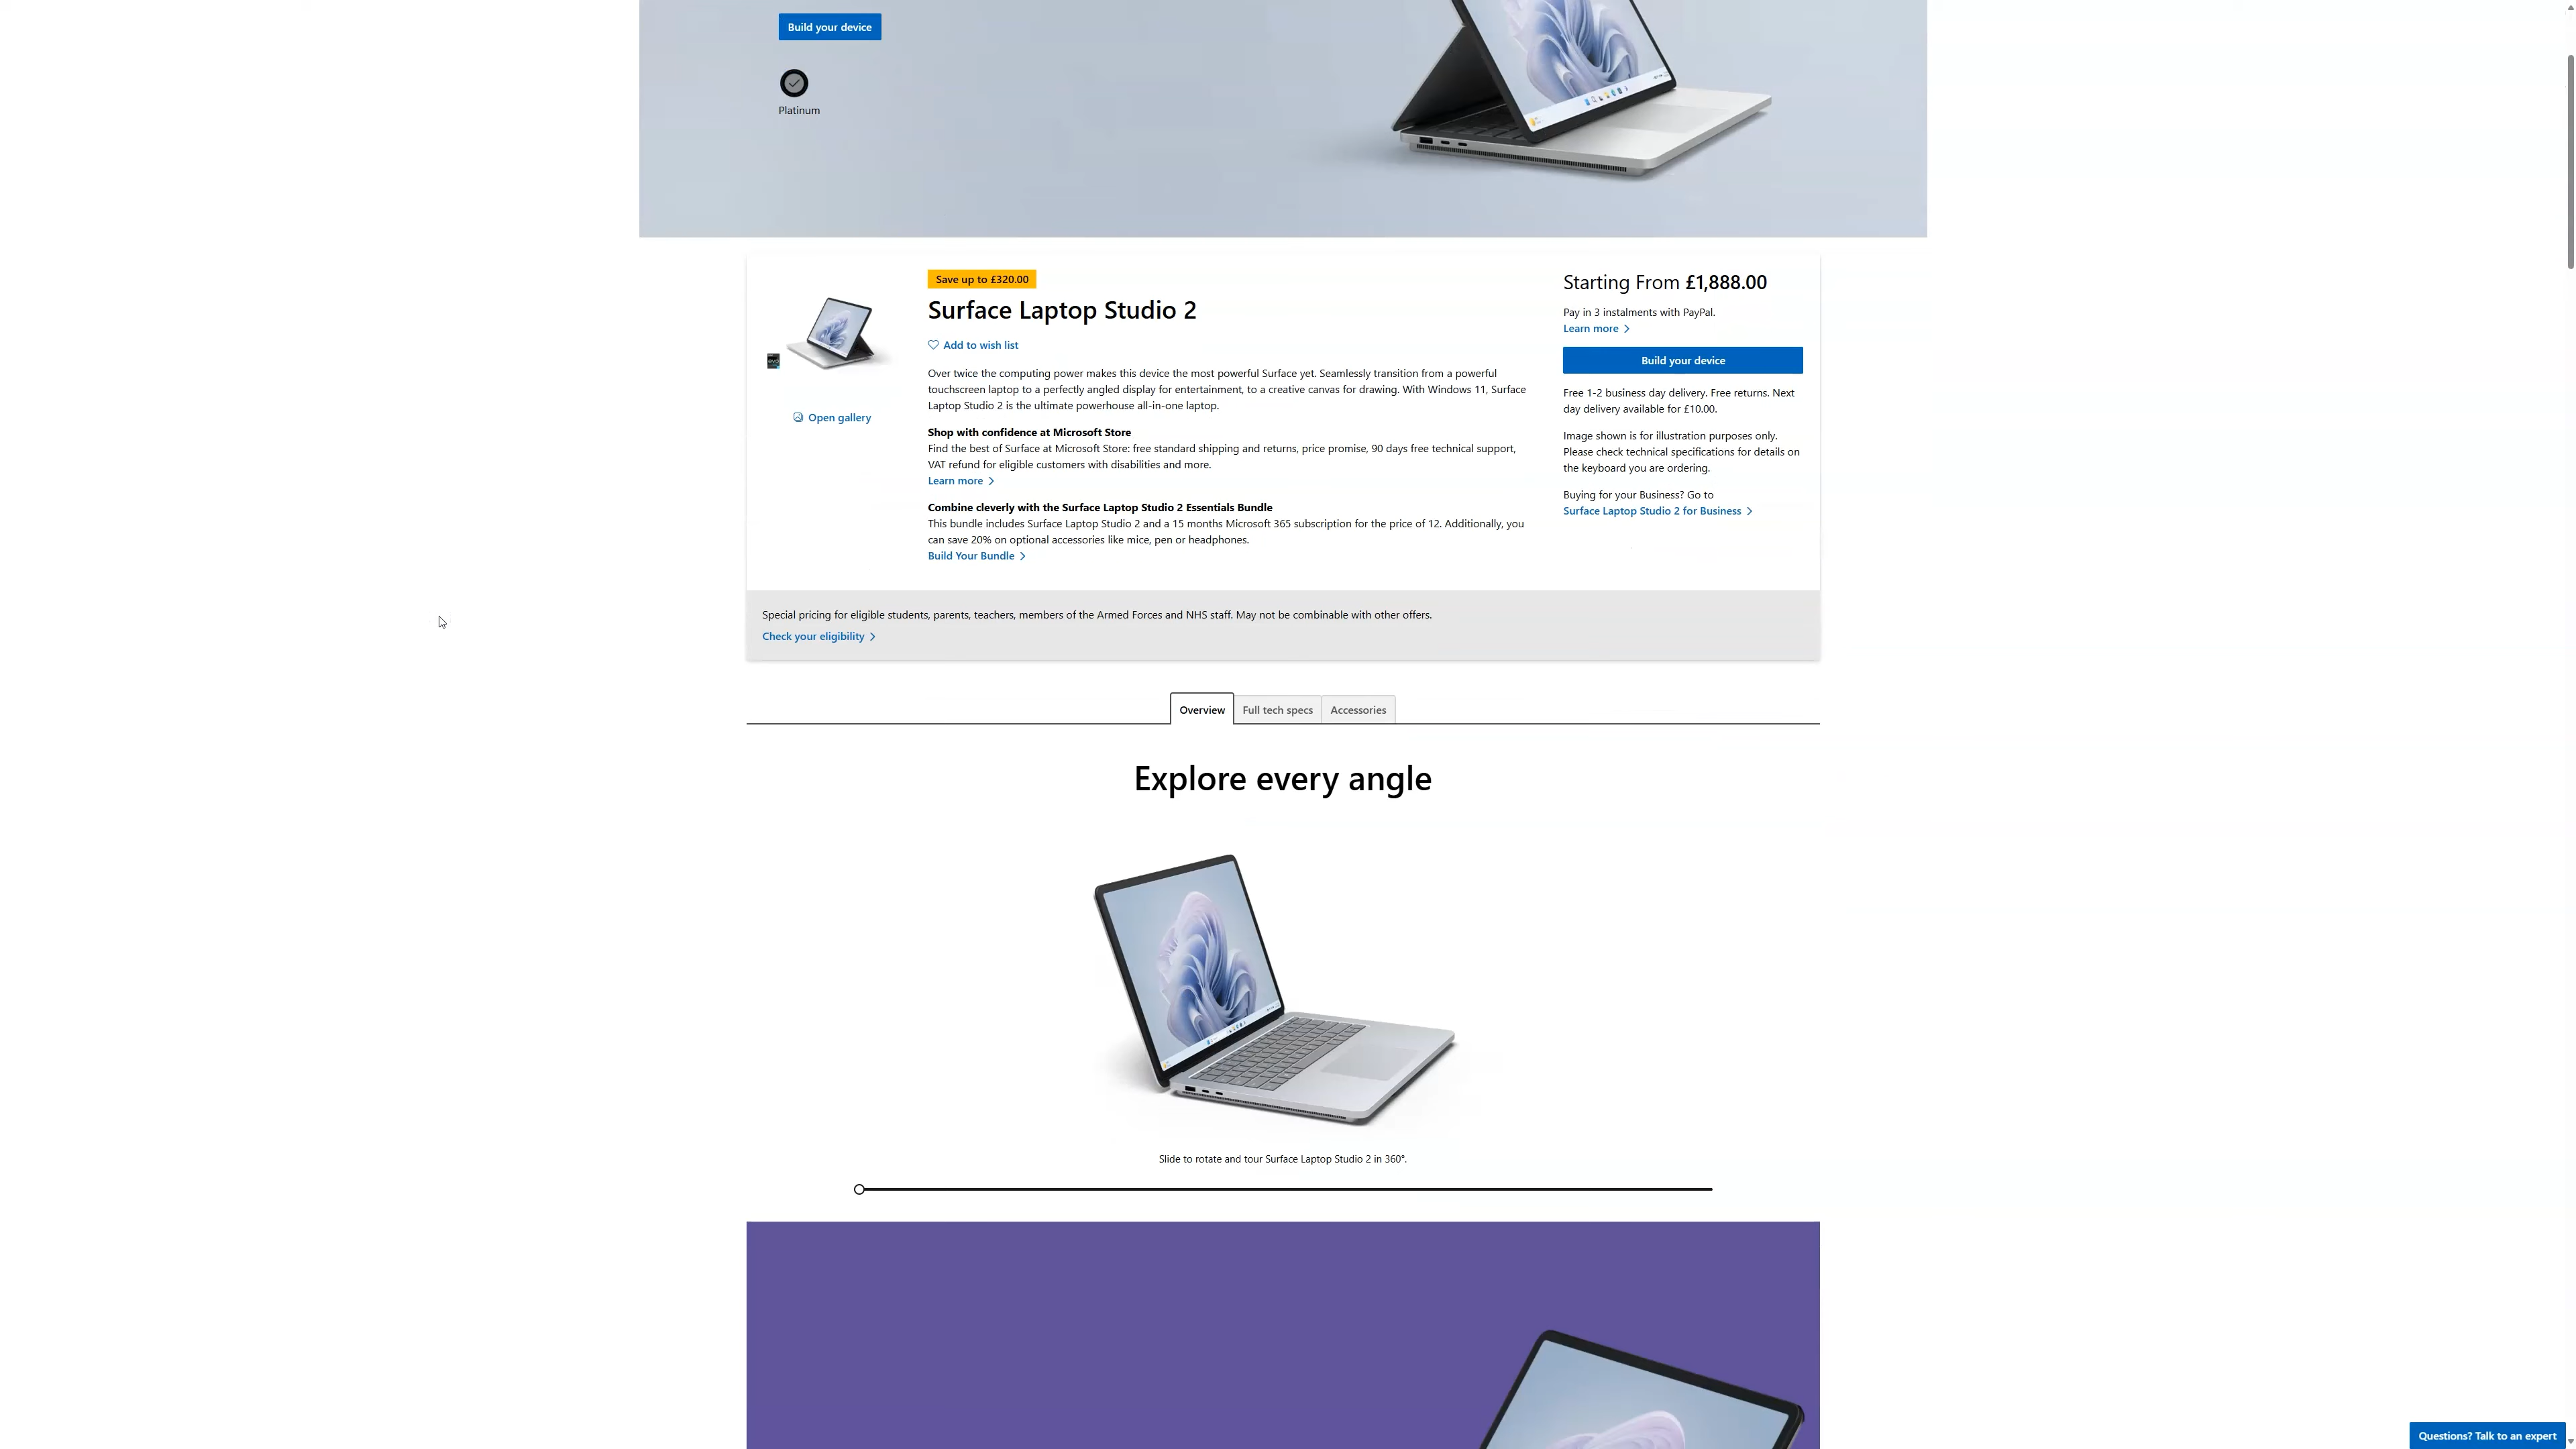 Build your device
Platinum
Save up to £320.00
Surface Laptop Studio 2
Add to wish list
Over twice the computing power makes this device the most powerful Surface yet. Seamlessly transition from a powerful
touchscreen laptop to a perfectly angled display for entertainment, to a creative canvas for drawing. With Windows 11, Surface
Laptop Studio 2 is the ultimate powerhouse all-in-one laptop.
Open gallery
Shop with confidence at Microsoft Store
Find the best of Surface at Microsoft Store: free standard shipping and returns, price promise, 90 days free technical support,
VAT refund for eligible customers with disabilities and more.
Learn more
Combine cleverly with the Surface Laptop Studio 2 Essentials Bundle
This bundle includes Surface Laptop Studio 2 and a 15 months Microsoft 365 subscription for the price of 12. Additionally, you
can save 20% on optional accessories like mice, pen or headphones.
Build Your Bundle
Starting From £1,888.00
Pay in 3 instalments with PayPal.
Learn more
Build your device
Free 1-2 business day delivery. Free returns. Next
day delivery available for £10.00.
Image shown is for illustration purposes only.
Please check technical specifications for details on
the keyboard you are ordering.
Buying for your Business? Go to
Surface Laptop Studio 2 for Business
Special pricing for eligible students, parents, teachers, members of the Armed Forces and NHS staff. May not be combinable with other offers.
Check your eligibility
Overview
Full tech specs
Accessories
Explore every angle
Slide to rotate and tour Surface Laptop Studio 2 in 360°.
Questions? Talk to an expert